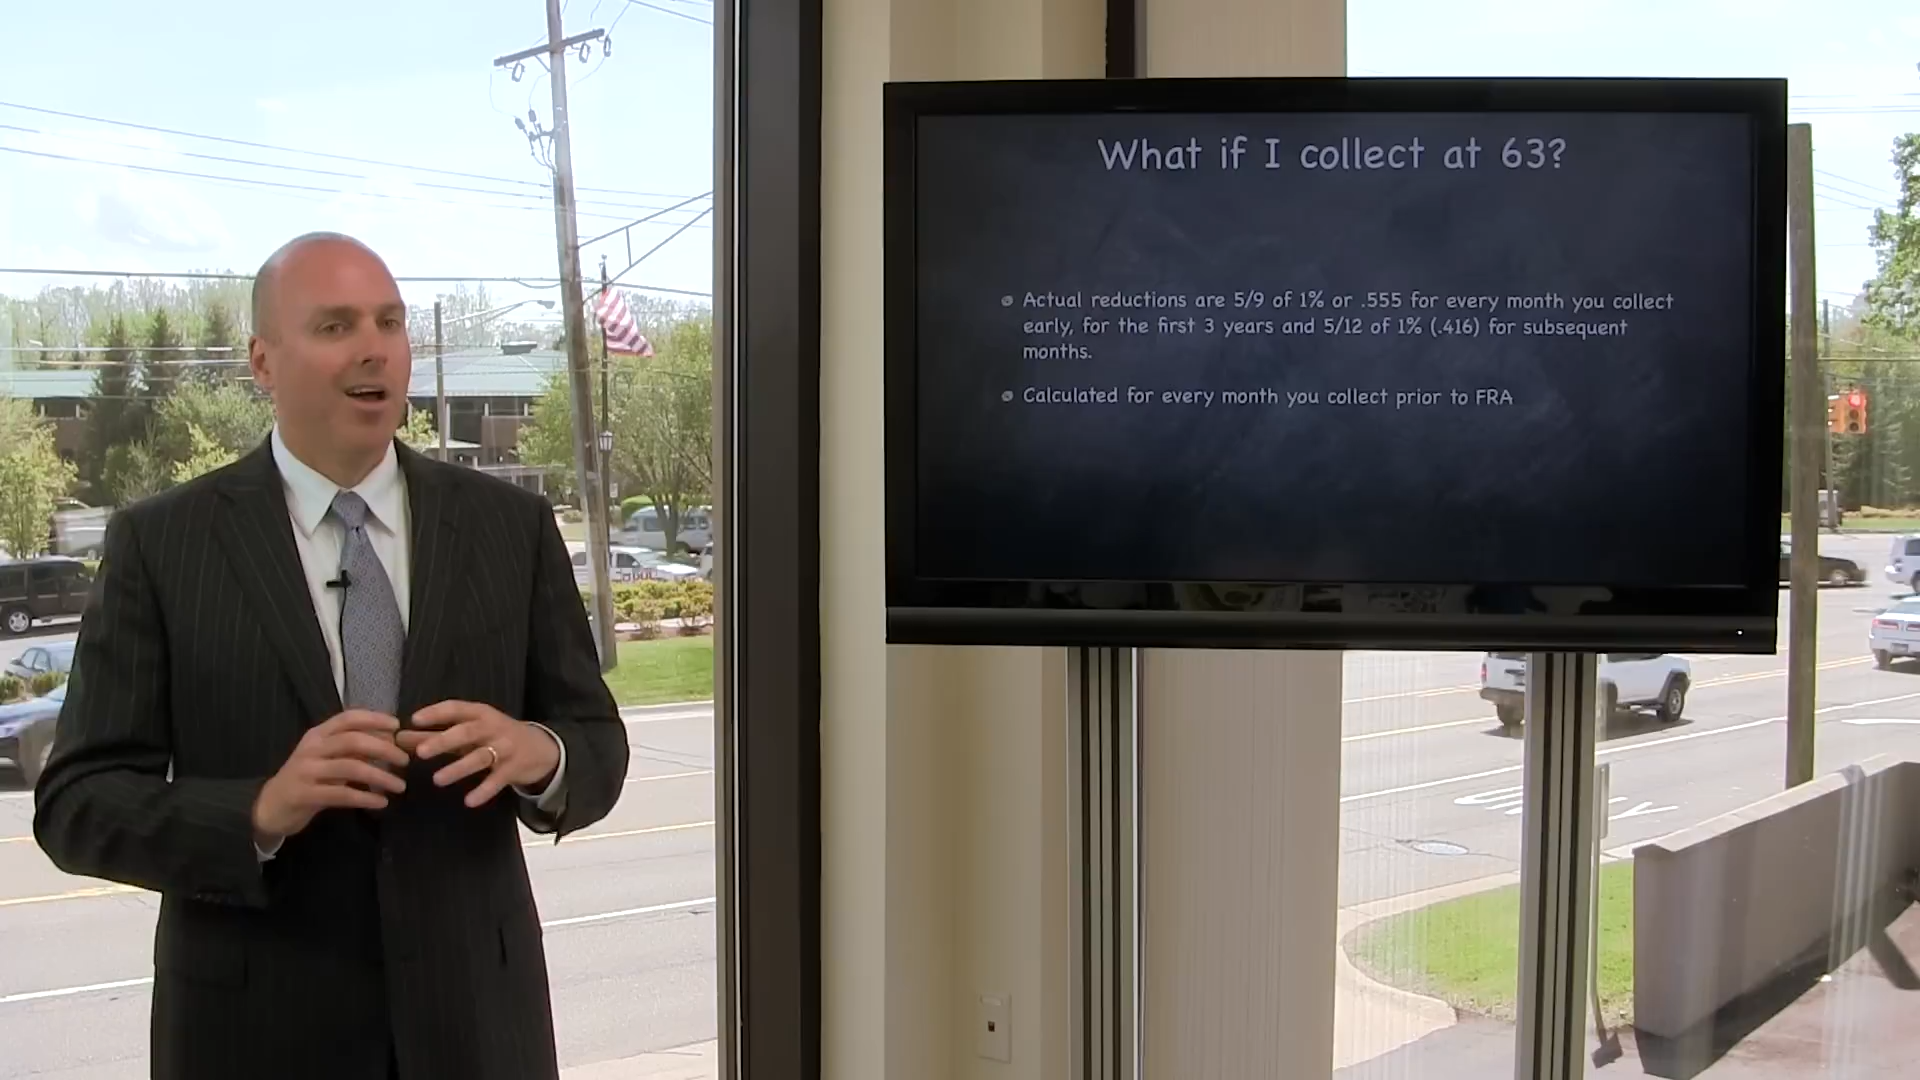 What if I collect at 63?
Actual reductions are 5/9 of 1% or .555 for every month you collect
early, for the first 3 years and 5/12 of 1% (.416) for subsequent
months.
Calculated for every month you collect prior to FRA